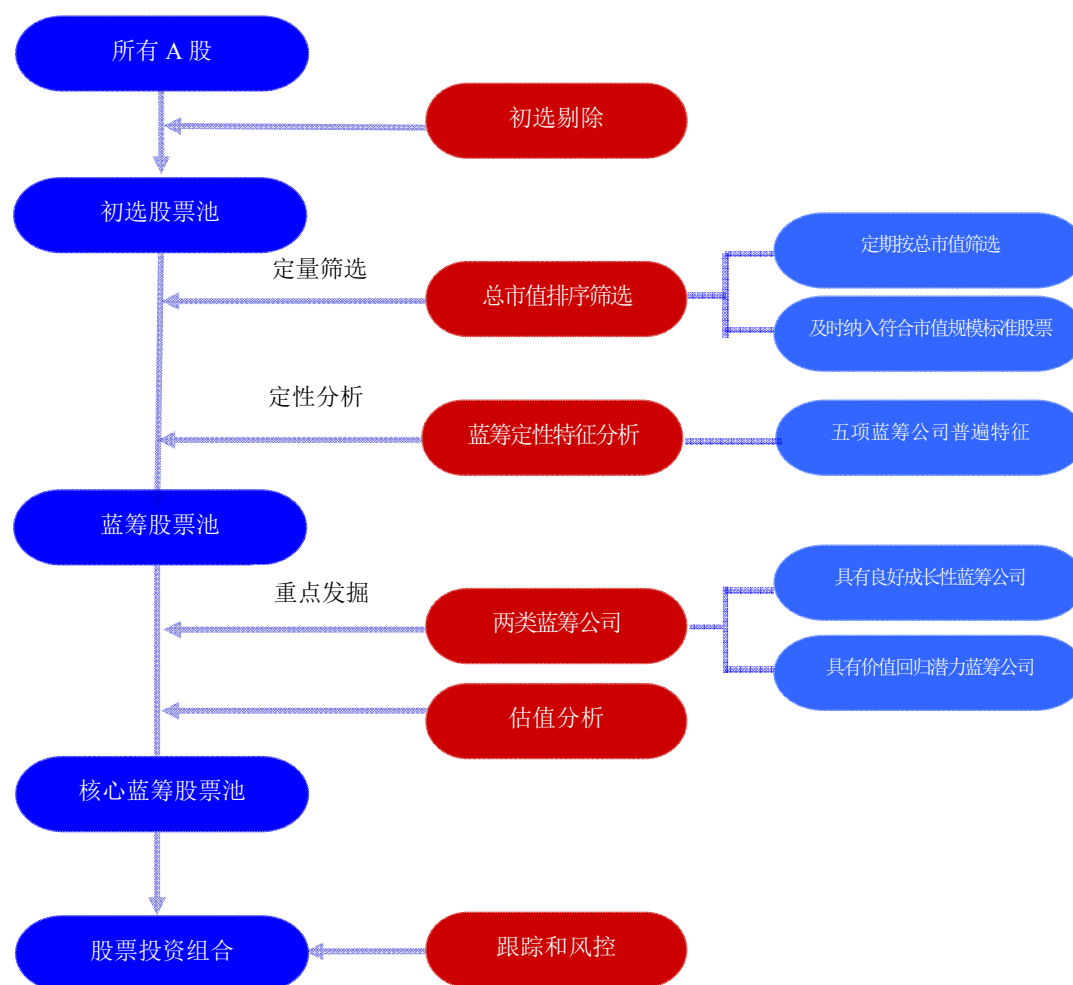 所有 A 股
初选剔除
初选股票池
定量筛选
总市值排序筛选
定期按总市值筛选
及时纳入符合市值规模标准股票
定性分析
蓝筹定性特征分析
五项蓝筹公司普遍特征
蓝筹股票池
重点发掘
两类蓝筹公司
具有良好成长性蓝筹公司
具有价值回归潜力蓝筹公司
估值分析
核心蓝筹股票池
股票投资组合
跟踪和风控